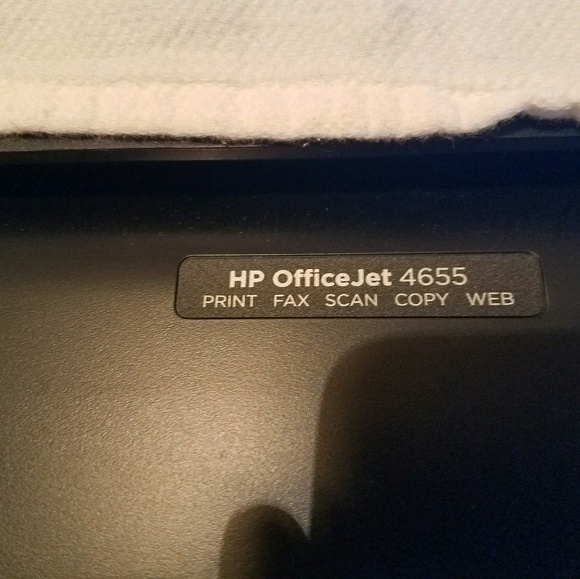 HP OfficeJet 4655
PRINT FAX SCAN COPY WEB